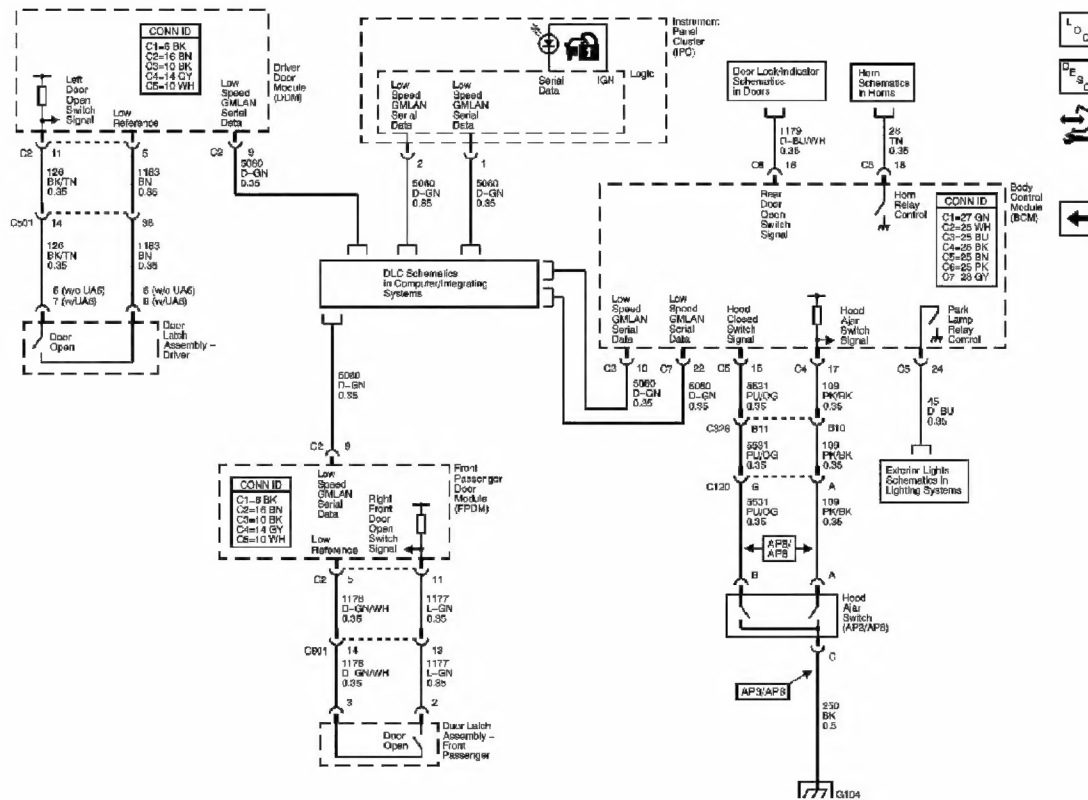 CONN ID
C1=6 BK
C2=16 BN
C3=10 BK
C4=14 GY
C5=10 WH
Driver
Door
Module
(DDM)
Left
Door
Open
Switch
Signal
Low
Reference
Low
Speed
GMLAN
Serial
Data
C2
11
5
C2
9
126
BK/TN
0.35
1183
BN
0.35
5060
D-GN
0.35
14
126
BK/TN
0.35
1183
BN
0.35
6 (w/o UA6)
7 (w/UA6)
8 (w/UA6)
Door
Open
Door
Latch
Assembly –
Driver
Instrument
Panel
Cluster
(IPC)
Logic
Serial
Data
IGN
Low
Speed
GMLAN
Serial
Data
Low
Speed
GMLAN
Serial
Data
2
1
5060
D-GN
0.35
5060
D-GN
0.35
DLC Schematics
in Computer/Integrating
Systems
Door Lock/Indicator
Schematics
in Doors
Horn
Schematics
in Horns
1179
D-BU/WH
0.35
28
TN
0.35
16
18
Body
Control
Module
(BCM)
Rear
Door
Open
Switch
Signal
Horn
Relay
Control
CONN ID
C1=27 GN
C2=25 WH
C3=25 BU
C4=26 BK
C5=25 BN
C6=25 PK
C7=28 GY
Low
Speed
GMLAN
Serial
Data
Low
Speed
GMLAN
Serial
Data
Hood
Closed
Switch
Signal
Hood
Ajar
Switch
Signal
Park
Lamp
Relay
Control
C3
10
C7
22
15
C4
17
C5
24
5060
D-GN
0.35
5060
D-GN
0.35
5531
PU/OG
0.35
109
PK/BK
0.35
45
D-BU
0.35
C326
B11
B10
5531
PU/OG
0.35
109
PK/BK
0.35
Exterior Lights
Schematics in
Lighting Systems
C120
G
A
5531
PU/OG
0.35
109
PK/BK
0.35
B
A
Hood
Ajar
Switch
(AP3/AP8)
C
AP3/AP8
250
BK
0.5
G104
5060
D-GN
0.35
C2
9
CONN ID
C1=6 BK
C2=16 BN
C3=10 BK
C4=14 GY
C5=10 WH
Low
Speed
GMLAN
Serial
Data
Low
Reference
Right
Front
Door
Open
Switch
Signal
Front
Passenger
Door
Module
(FPDM)
C2
5
11
1178
D-GN/WH
0.35
1177
L-GN
0.35
14
13
1178
D-GN/WH
0.35
1177
L-GN
0.35
3
2
Door
Open
Door Latch
Assembly –
Front
Passenger